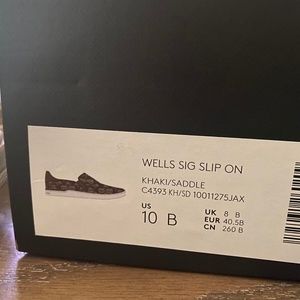 WELLS SIG SLIP ON
KHAKI/SADDLE
C4393 KH/SD 10011275JAX
US
10 B
UK 8 B
EUR 40.5B
CN 260 B